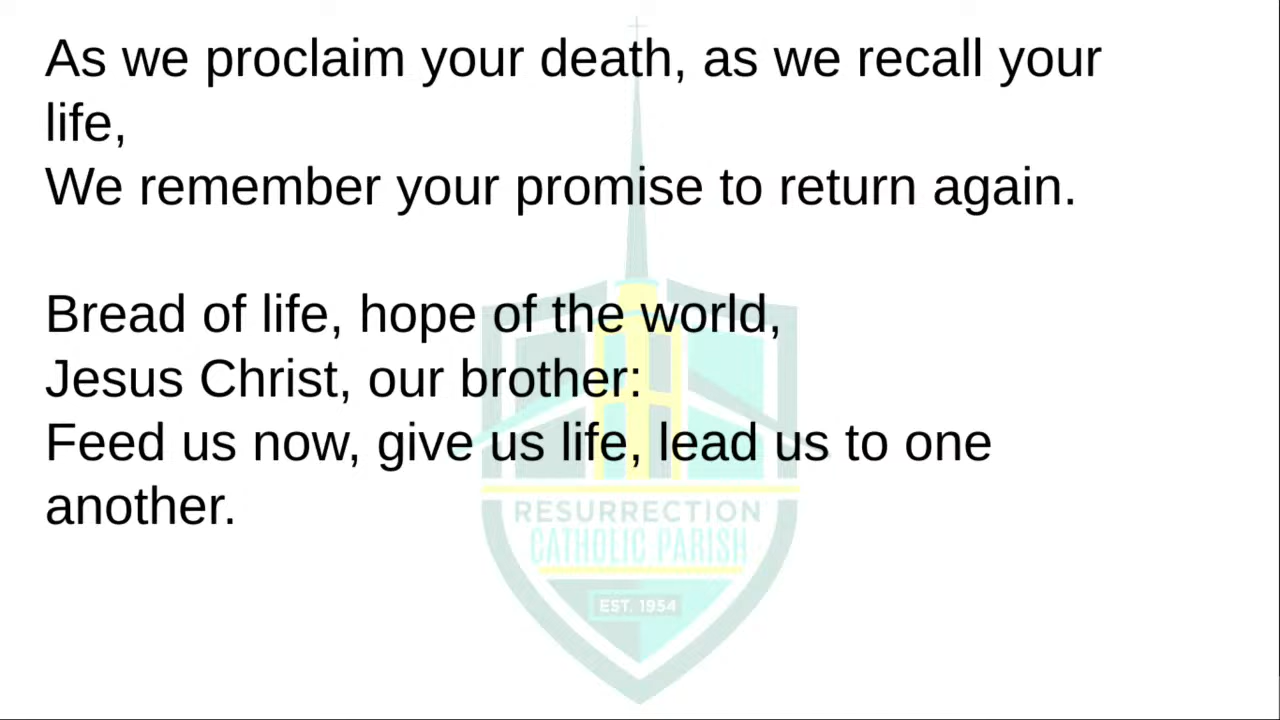 As we proclaim your death, as we recall your
life,
We remember your promise to return again.
Bread of life, hope of the world,
Jesus Christ, our brother:
Feed us now, give us life, lead us to one
another.
RESURRECTION
CATHOLIC PARISH
EST. 1954